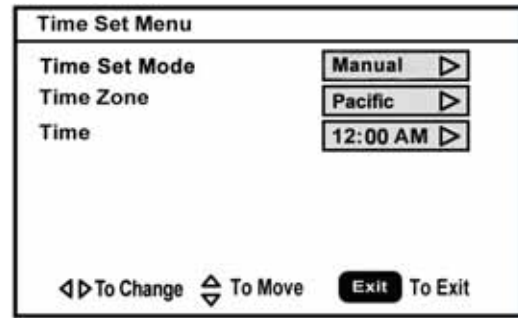 Time Set Menu
Time Set Mode Manual
Time Zone Pacific
Time 12:00 AM
To Change To Move Exit To Exit